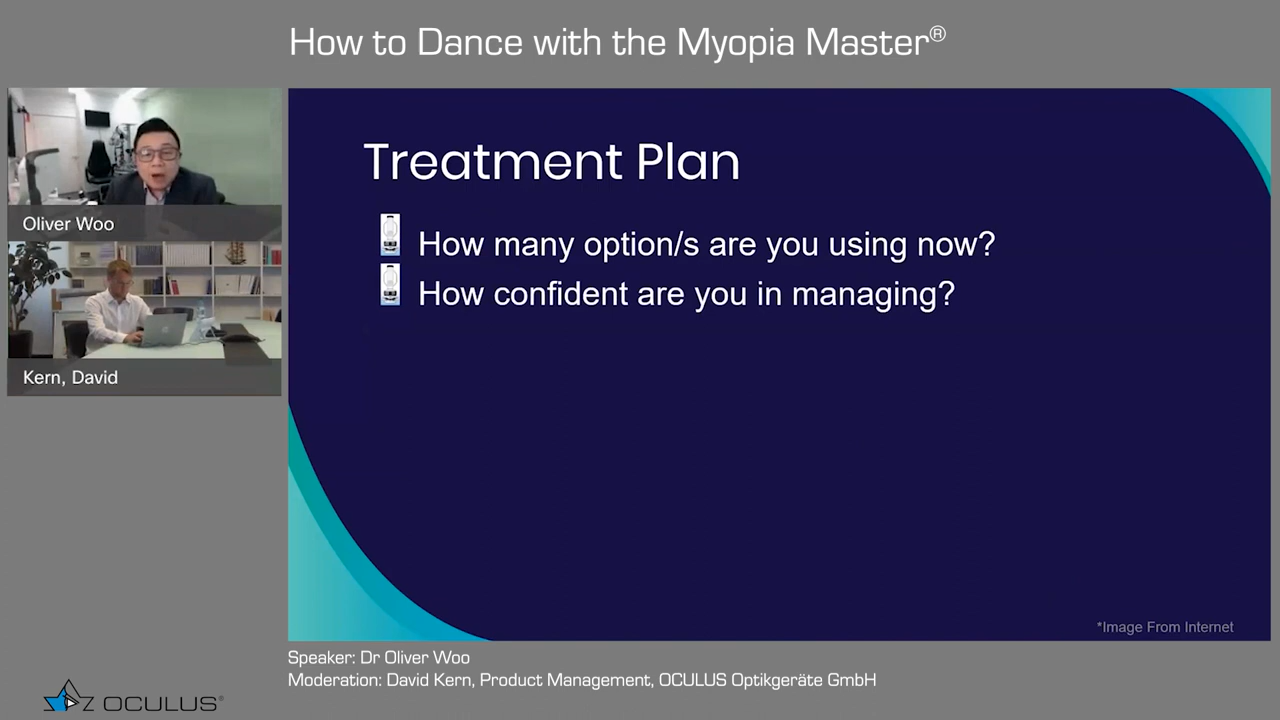 How to Dance with the Myopia Master®
Oliver Woo
Kern, David
Treatment Plan
How many option/s are you using now?
How confident are you in managing?
*Image From Internet
Speaker: Dr Oliver Woo
Moderation: David Kern, Product Management, OCULUS Optikgeräte GmbH
OCULUS®